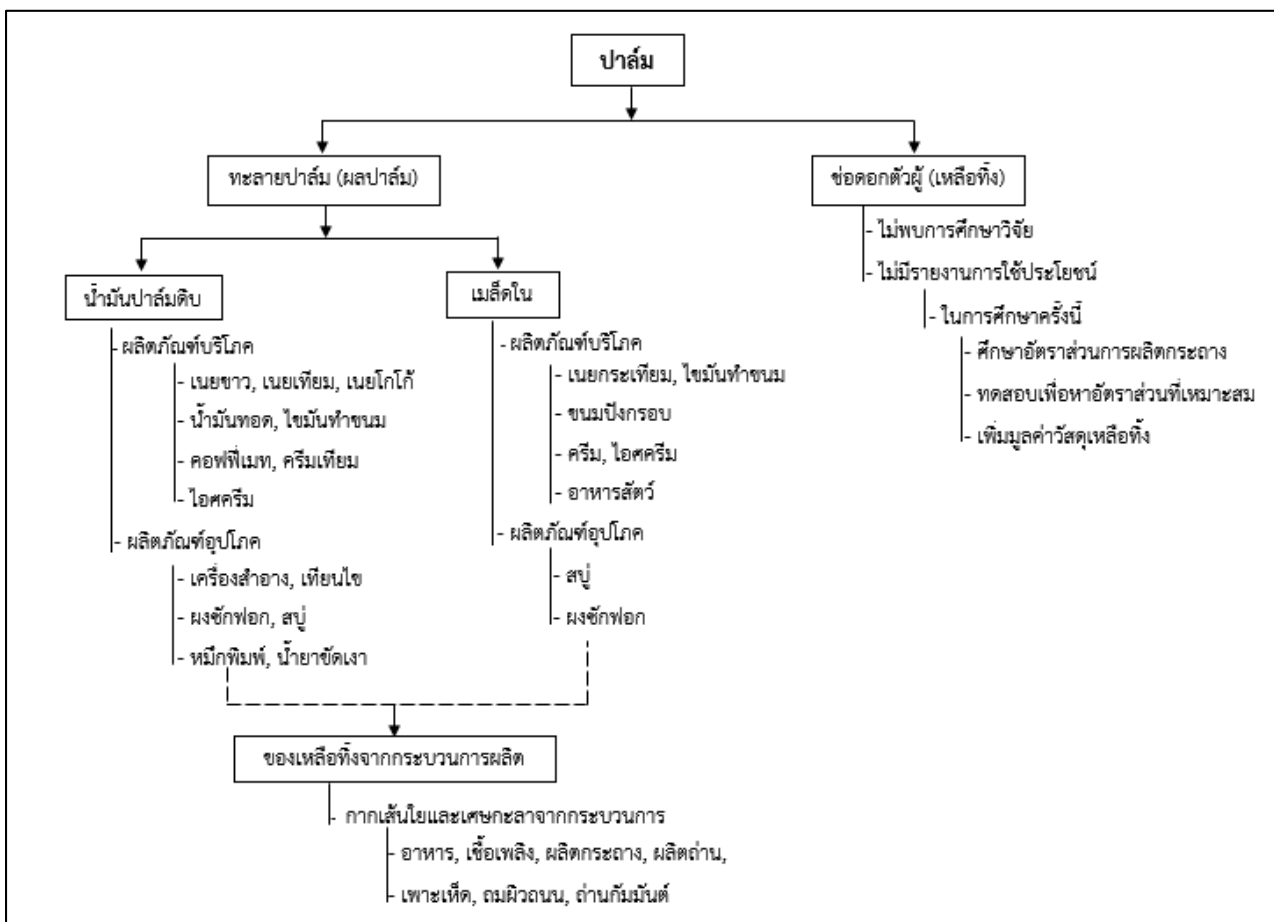 ปาล์ม
ทะลายปาล์ม (ผลปาล์ม)
น้ำมันปาล์มดิบ
- ผลิตภัณฑ์บริโภค
- เนยขาว, เนยเทียม, เนยโกโก้
- น้ำมันทอด, ไขมันทำขนม
- คอฟฟี่เมท, ครีมเทียม
- ไอศครีม
- ผลิตภัณฑ์อุปโภค
- เครื่องสำอาง, เทียนไข
- ผงซักฟอก, สบู่
- หมึกพิมพ์, น้ำยาขัดเงา
เมล็ดใน
- ผลิตภัณฑ์บริโภค
- เนยกระเทียม, ไขมันทำขนม
- ขนมปังกรอบ
- ครีม, ไอศครีม
- อาหารสัตว์
- ผลิตภัณฑ์อุปโภค
- สบู่
- ผงซักฟอก
ของเหลือทิ้งจากกระบวนการผลิต
- กากเส้นใยและเศษกะลาจากกระบวนการ
- อาหาร, เชื้อเพลิง, ผลิตกระถาง, ผลิตถ่าน,
- เพาะเห็ด, ถมผิวถนน, ถ่านกัมมันต์
ช่อดอกตัวผู้ (เหลือทิ้ง)
- ไม่พบการศึกษาวิจัย
- ไม่มีรายงานการใช้ประโยชน์
- ในการศึกษาครั้งนี้
- ศึกษาอัตราส่วนการผลิตกระถาง
- ทดสอบเพื่อหาอัตราส่วนที่เหมาะสม
- เพิ่มมูลค่าวัสดุเหลือทิ้ง